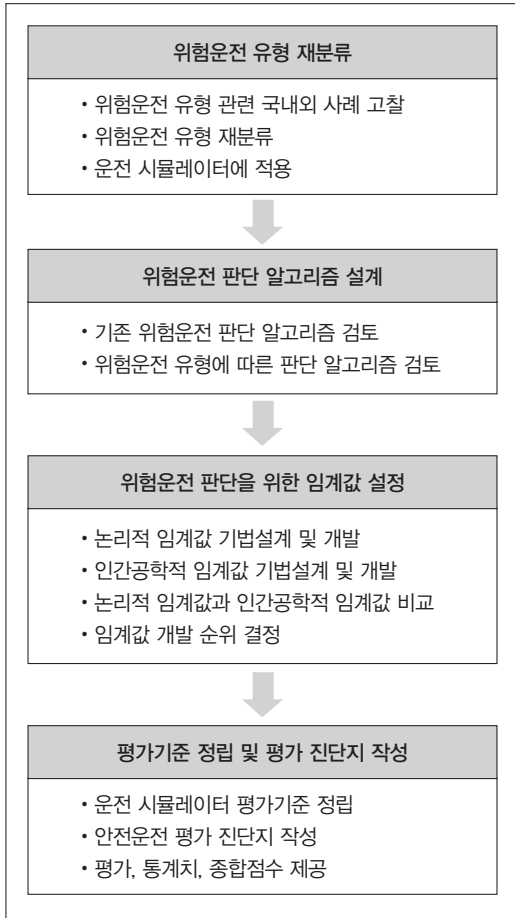 위험운전 유형 재분류
• 위험운전 유형 관련 국내외 사례 고찰
• 위험운전 유형 재분류
• 운전 시뮬레이터에 적용
위험운전 판단 알고리즘 설계
• 기존 위험운전 판단 알고리즘 검토
• 위험운전 유형에 따른 판단 알고리즘 검토
위험운전 판단을 위한 임계값 설정
• 논리적 임계값 기법설계 및 개발
• 인간공학적 임계값 기법설계 및 개발
• 논리적 임계값과 인간공학적 임계값 비교
• 임계값 개발 순위 결정
평가기준 정립 및 평가 진단지 작성
• 운전 시뮬레이터 평가기준 정립
• 안전운전 평가 진단지 작성
• 평가, 통계치, 종합점수 제공